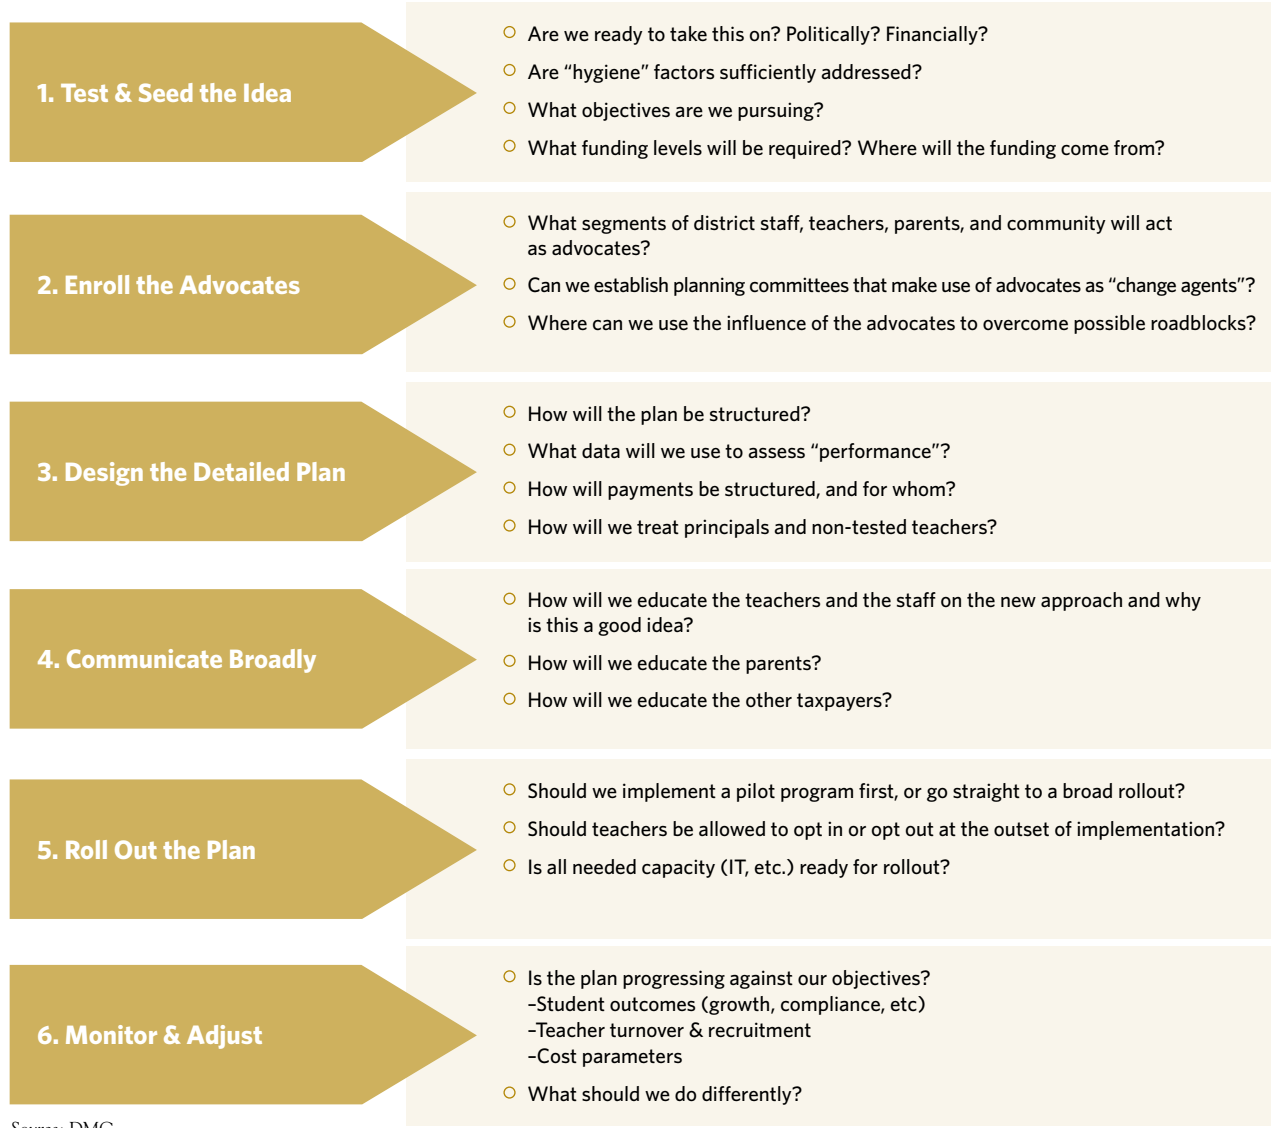 1. Test & Seed the Idea
○ Are we ready to take this on? Politically? Financially?
○ Are “hygiene” factors sufficiently addressed?
○ What objectives are we pursuing?
○ What funding levels will be required? Where will the funding come from?
2. Enroll the Advocates
○ What segments of district staff, teachers, parents, and community will act
as advocates?
○ Can we establish planning committees that make use of advocates as “change agents”?
○ Where can we use the influence of the advocates to overcome possible roadblocks?
3. Design the Detailed Plan
○ How will the plan be structured?
○ What data will we use to assess “performance”?
○ How will payments be structured, and for whom?
○ How will we treat principals and non-tested teachers?
4. Communicate Broadly
○ How will we educate the teachers and the staff on the new approach and why
is this a good idea?
○ How will we educate the parents?
○ How will we educate the other taxpayers?
5. Roll Out the Plan
○ Should we implement a pilot program first, or go straight to a broad rollout?
○ Should teachers be allowed to opt in or opt out at the outset of implementation?
○ Is all needed capacity (IT, etc.) ready for rollout?
6. Monitor & Adjust
○ Is the plan progressing against our objectives?
–Student outcomes (growth, compliance, etc)
–Teacher turnover & recruitment
–Cost parameters
○ What should we do differently?
Source: DMC